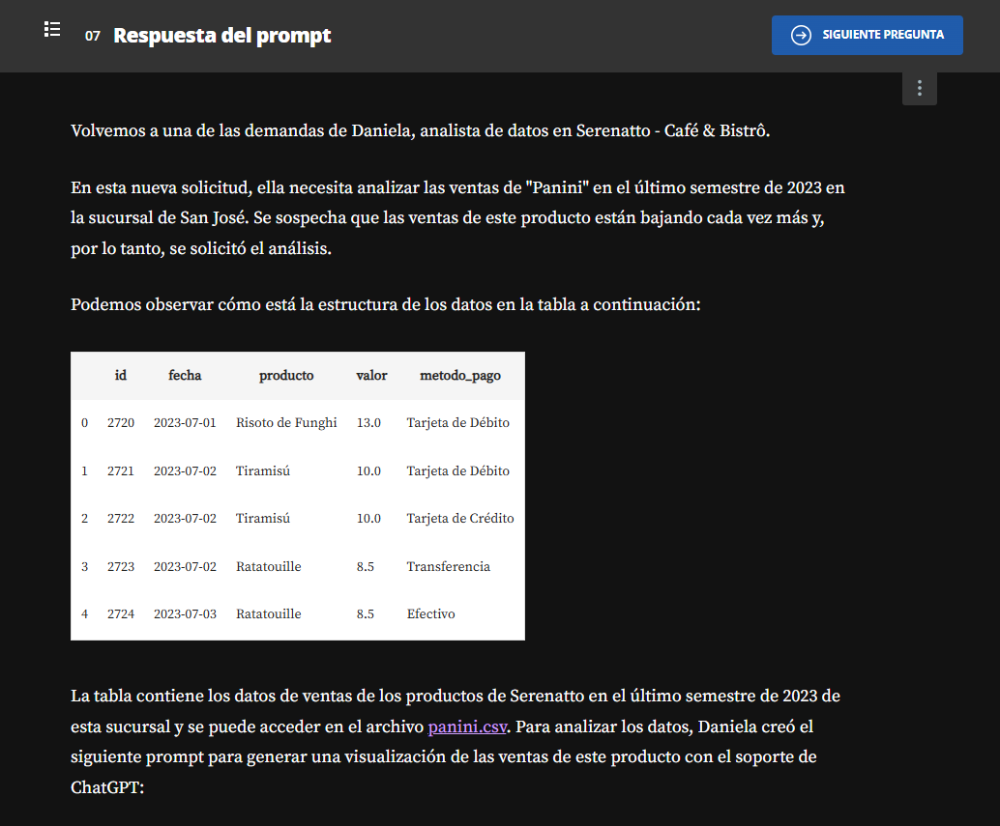 07 Respuesta del prompt
SIGUIENTE PREGUNTA
Volvemos a una de las demandas de Daniela, analista de datos en Serenatto - Café & Bistrô.
En esta nueva solicitud, ella necesita analizar las ventas de "Panini" en el último semestre de 2023 en
la sucursal de San José. Se sospecha que las ventas de este producto están bajando cada vez más y,
por lo tanto, se solicitó el análisis.
Podemos observar cómo está la estructura de los datos en la tabla a continuación:
id fecha producto valor metodo_pago
0 2720 2023-07-01 Risoto de Funghi 13.0 Tarjeta de Débito
1 2721 2023-07-02 Tiramisú 10.0 Tarjeta de Débito
2 2722 2023-07-02 Tiramisú 10.0 Tarjeta de Crédito
3 2723 2023-07-02 Ratatouille 8.5 Transferencia
4 2724 2023-07-03 Ratatouille 8.5 Efectivo
La tabla contiene los datos de ventas de los productos de Serenatto en el último semestre de 2023 de
esta sucursal y se puede acceder en el archivo panini.csv. Para analizar los datos, Daniela creó el
siguiente prompt para generar una visualización de las ventas de este producto con el soporte de
ChatGPT: